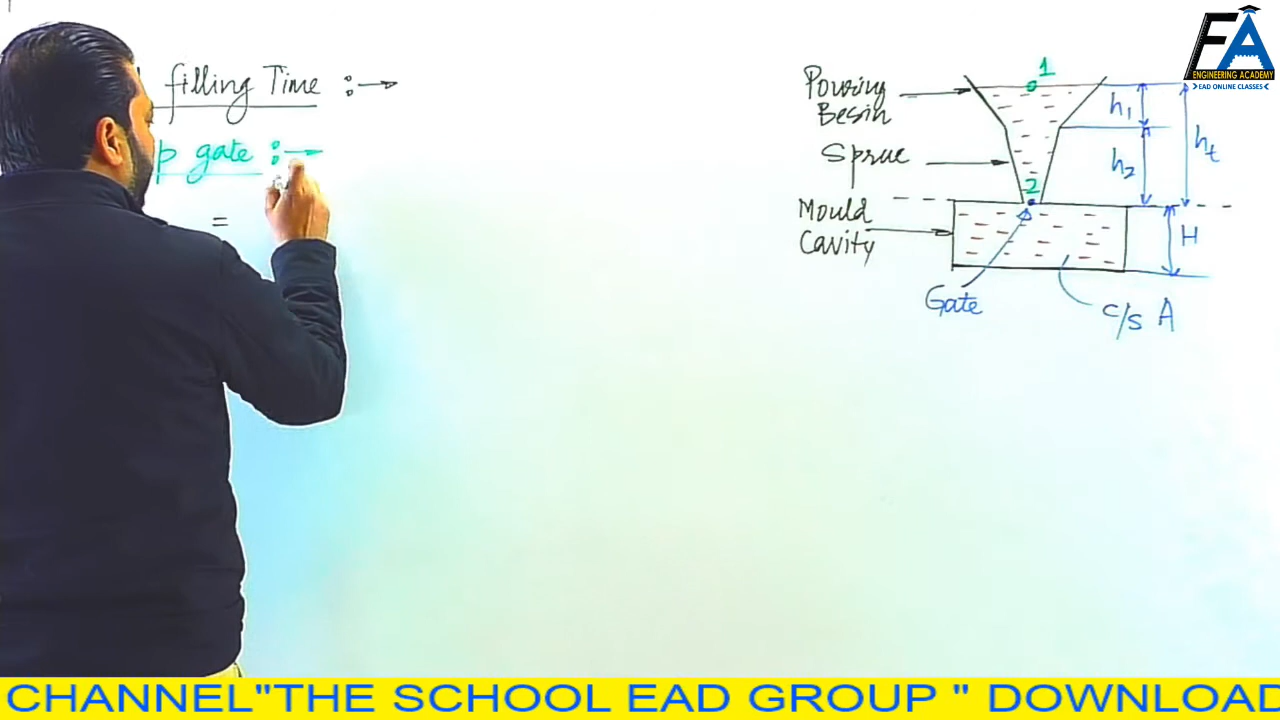 filling Time :→
p gate :→
=
Pouring
Besin
Sprue
Mould
Cavity
Gate
c/s A
1
2
h1
h2
ht
H
EA
ENGINEERING ACADEMY
EAD ONLINE CLASSES
CHANNEL"THE SCHOOL EAD GROUP " DOWNLOAD